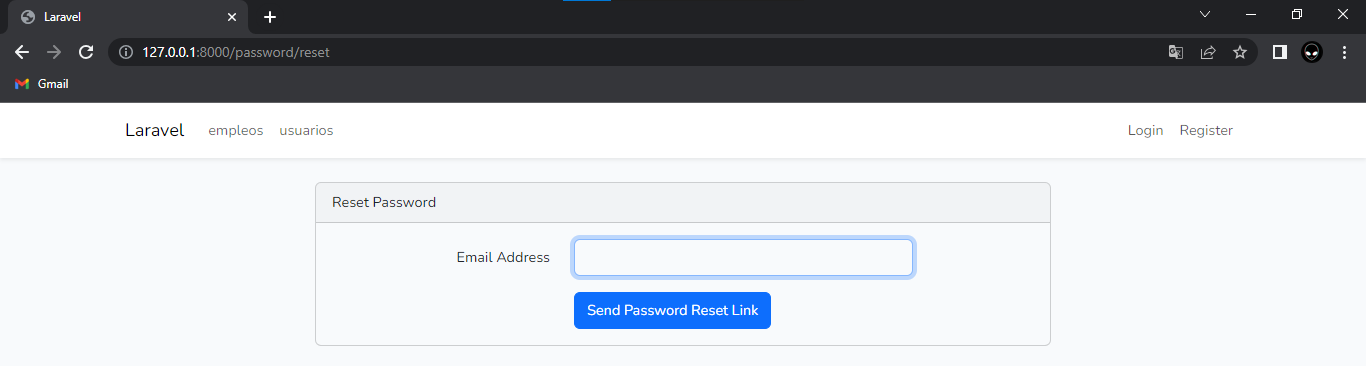 Laravel
127.0.0.1:8000/password/reset
Gmail
Laravel empleos usuarios Login Register
Reset Password
Email Address
Send Password Reset Link